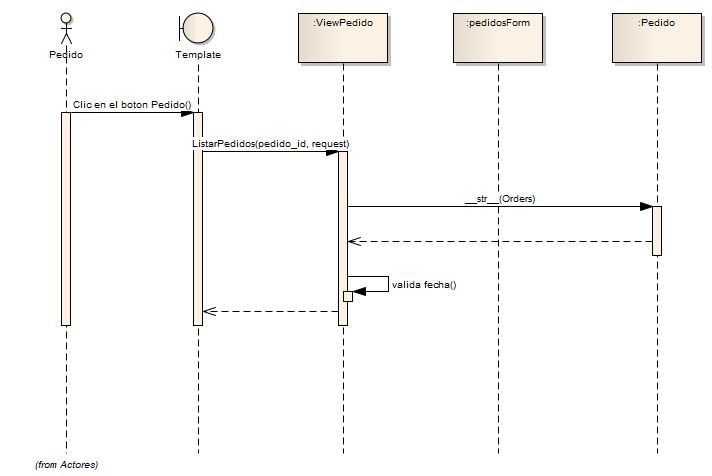 :ViewPedido
:pedidosForm
:Pedido
Pedido
Template
Clic en el boton Pedido()
ListarPedidos(pedido_id, request)
__str__(Orders)
valida fecha()
(from Actores)